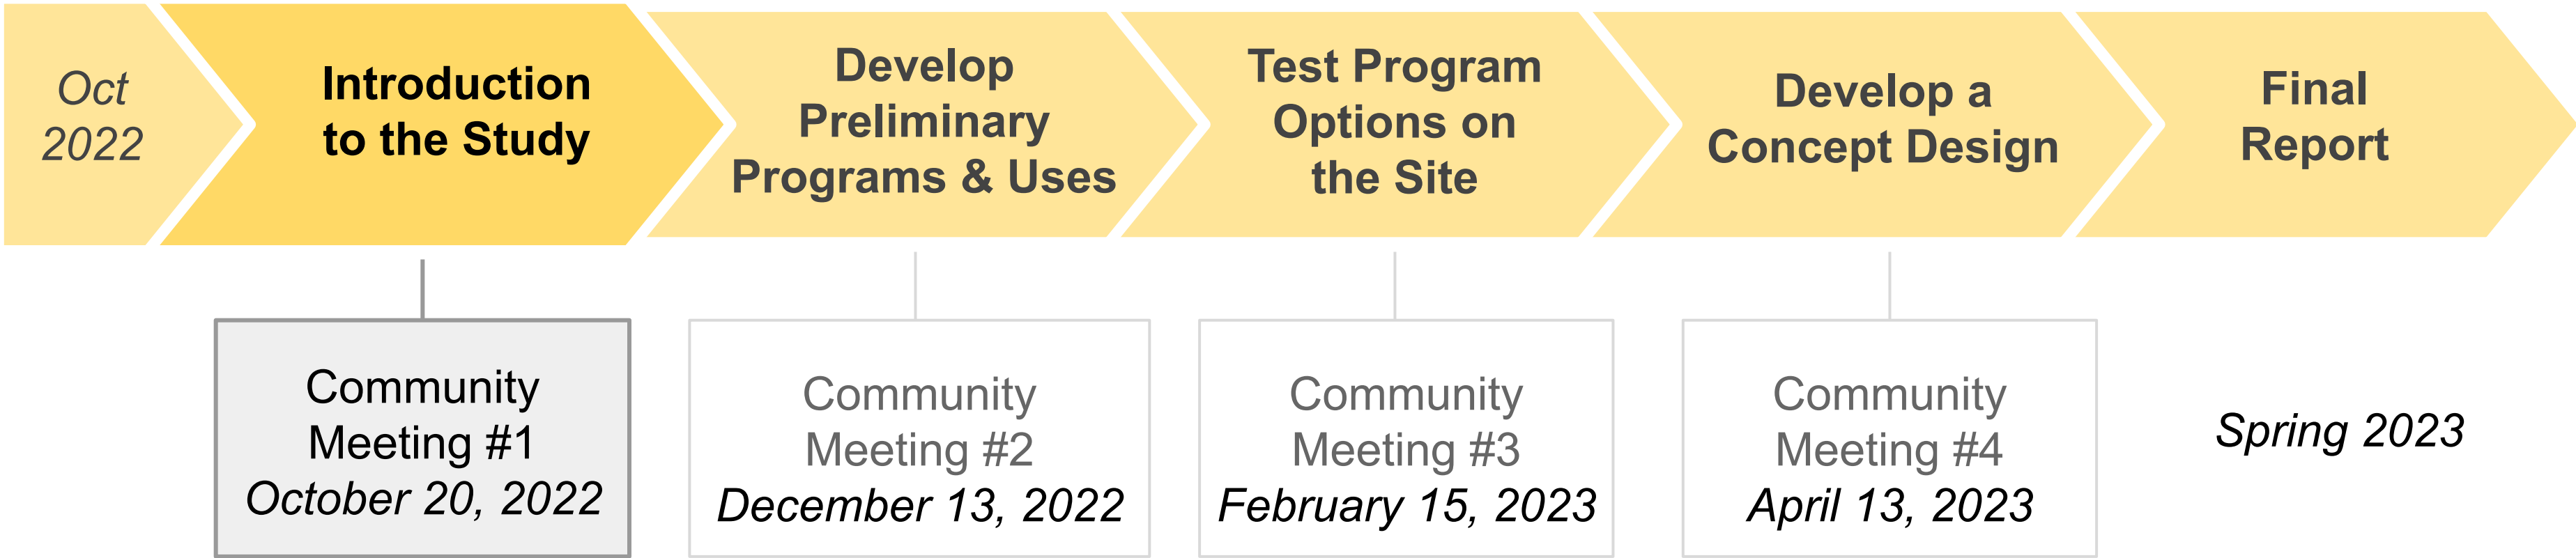 Oct
2022
Introduction
to the Study
Develop
Preliminary
Programs & Uses
Test Program
Options on
the Site
Develop a
Concept Design
Final
Report
Community
Meeting #1
October 20, 2022
Community
Meeting #2
December 13, 2022
Community
Meeting #3
February 15, 2023
Community
Meeting #4
April 13, 2023
Spring 2023